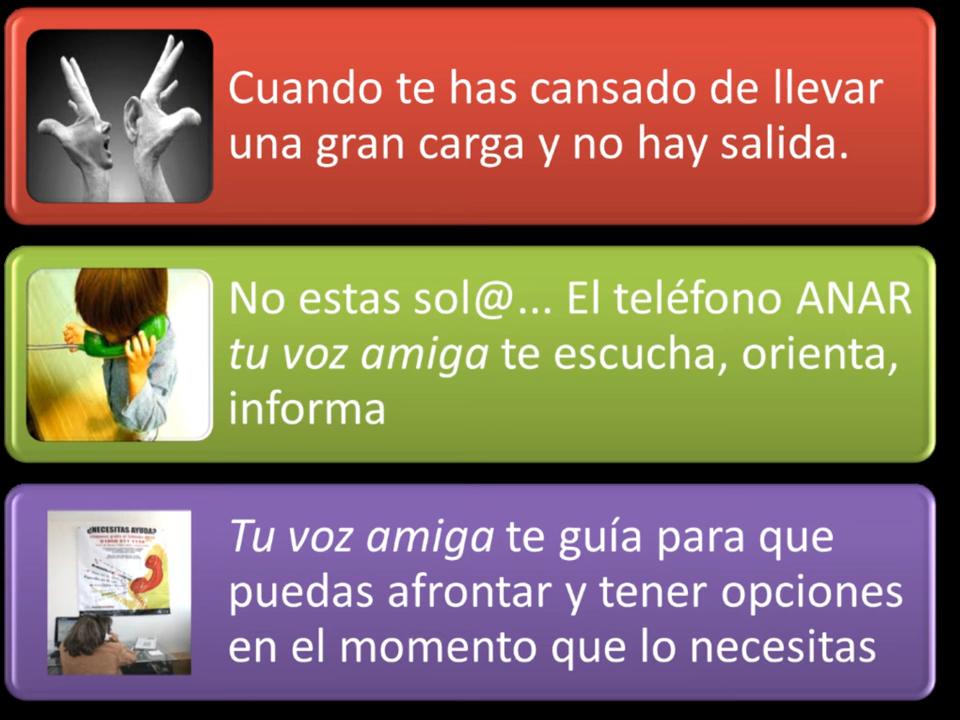 Cuando te has cansado de llevar
una gran carga y no hay salida.
No estas sol@... El teléfono ANAR
tu voz amiga te escucha, orienta,
informa
¿NECESITAS AYUDA?
Tu voz amiga te guía para que
puedas afrontar y tener opciones
en el momento que lo necesitas